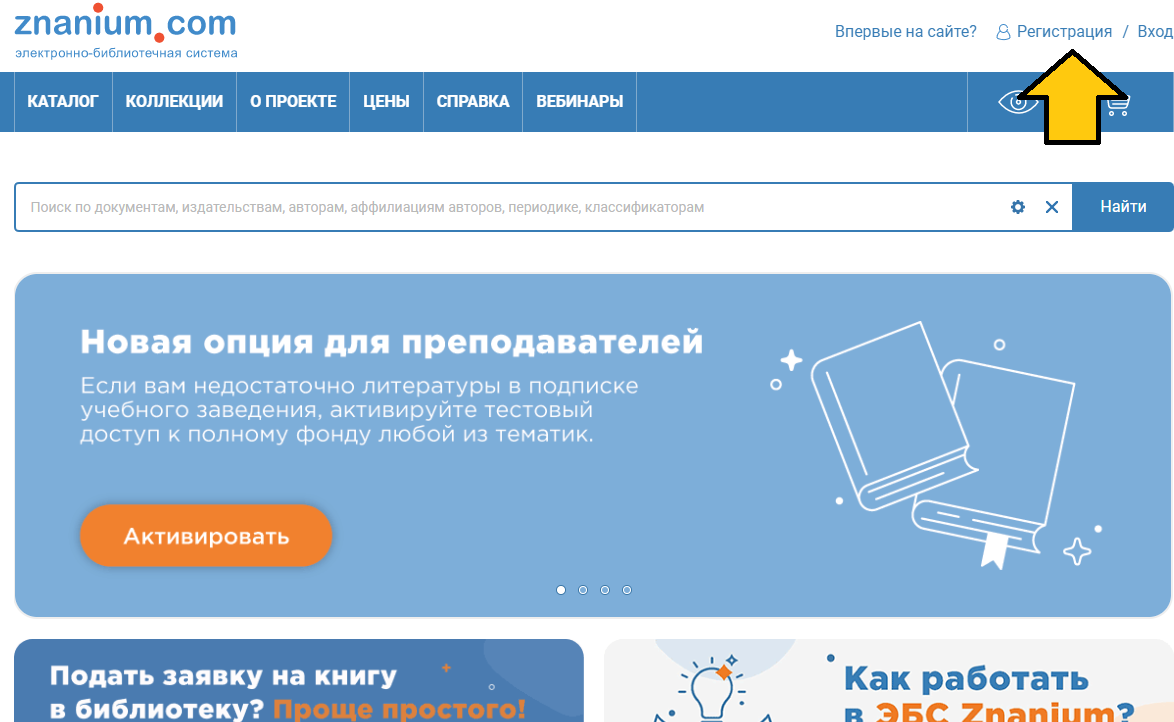 znanium.com
электронно-библиотечная система
Впервые на сайте? Регистрация / Вход
КАТАЛОГ КОЛЛЕКЦИИ О ПРОЕКТЕ ЦЕНЫ СПРАВКА ВЕБИНАРЫ
Поиск по документам, издательствам, авторам, аффилиациям авторов, периодике, классификаторам Найти
Новая опция для преподавателей
Если вам недостаточно литературы в подписке
учебного заведения, активируйте тестовый
доступ к полному фонду любой из тематик.
Активировать
Подать заявку на книгу
в библиотеку? Проще простого!
Как работать
в ЭБС Znanium?